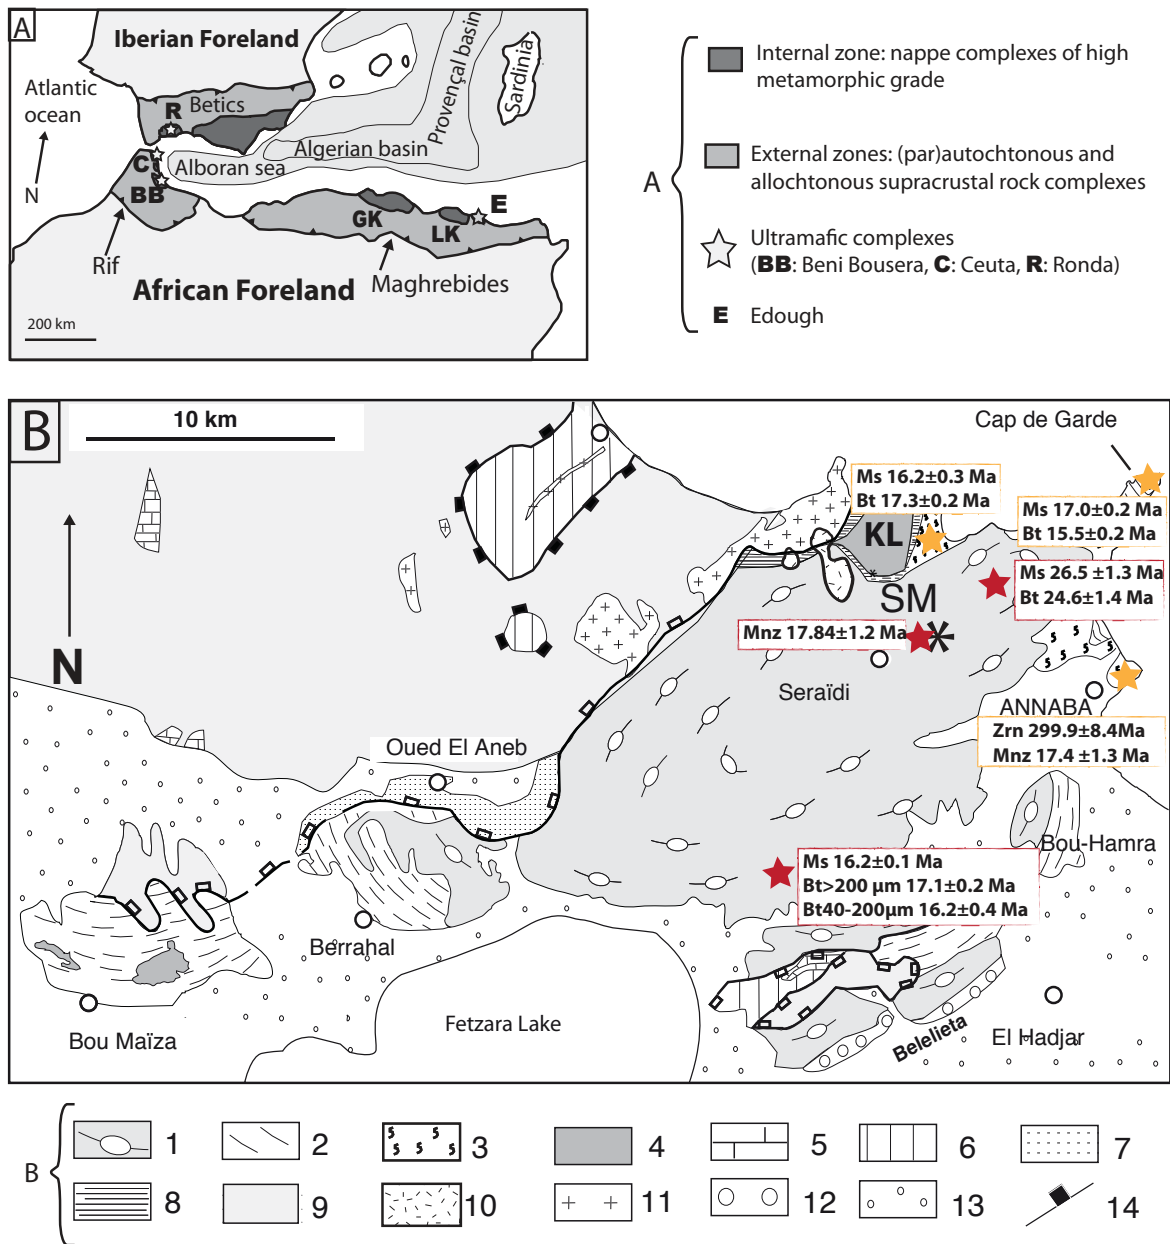 A
Iberian Foreland
Atlantic
ocean
N
R
Betics
C
BB
Alboran sea
Algerian basin
Provençal basin
Sardinia
GK
LK
E
Rif
Maghrebides
African Foreland
200 km
A
Internal zone: nappe complexes of high
metamorphic grade
External zones: (par)autochtonous and
allochtonous supracrustal rock complexes
Ultramafic complexes
(BB: Beni Bousera, C: Ceuta, R: Ronda)
E Edough
B
10 km
N
Cap de Garde
Ms 16.2±0.3 Ma
Bt 17.3±0.2 Ma
Ms 17.0±0.2 Ma
Bt 15.5±0.2 Ma
KL
Ms 26.5 ±1.3 Ma
Bt 24.6±1.4 Ma
SM
Mnz 17.84±1.2 Ma
Seraïdi
ANNABA
Zrn 299.9±8.4Ma
Mnz 17.4 ±1.3 Ma
Oued El Aneb
Bou-Hamra
Ms 16.2±0.1 Ma
Bt>200 µm 17.1±0.2 Ma
Bt40-200µm 16.2±0.4 Ma
Berrahal
Fetzara Lake
Bou Maïza
Belelieta
El Hadjar
B
1 2 3 4 5 6 7
8 9 10 11 12 13 14